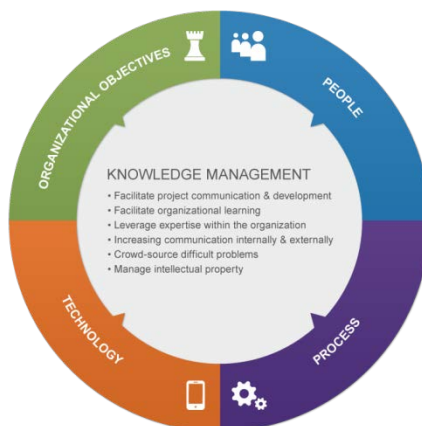 ORGANIZATIONAL OBJECTIVES
PEOPLE
KNOWLEDGE MANAGEMENT
• Facilitate project communication & development
• Facilitate organizational learning
• Leverage expertise within the organization
• Increasing communication internally & externally
• Crowd-source difficult problems
• Manage intellectual property
TECHNOLOGY
PROCESS